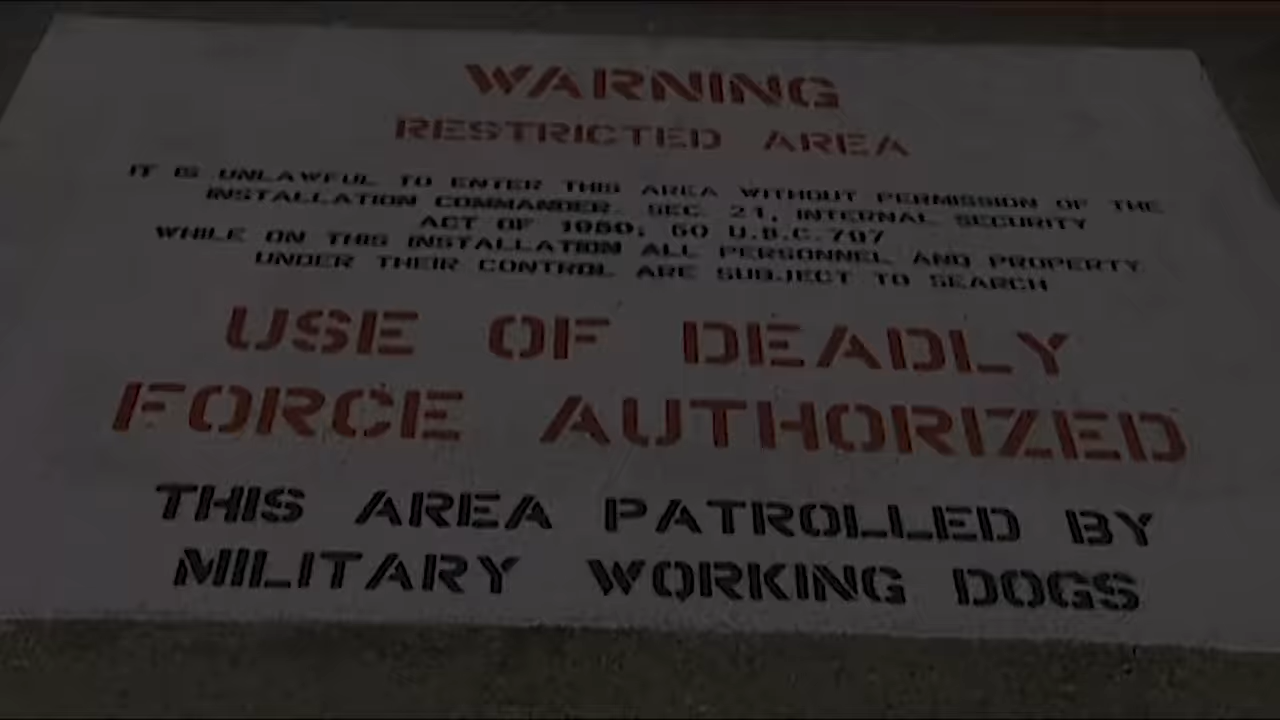 WARNING
RESTRICTED AREA
IT IS UNLAWFUL TO ENTER THIS AREA WITHOUT PERMISSION OF THE
INSTALLATION COMMANDER. SEC. 21, INTERNAL SECURITY
ACT OF 1950; 50 U.S.C. 797
WHILE ON THIS INSTALLATION ALL PERSONNEL AND PROPERTY
UNDER THEIR CONTROL ARE SUBJECT TO SEARCH
USE OF DEADLY
FORCE AUTHORIZED
THIS AREA PATROLLED BY
MILITARY WORKING DOGS